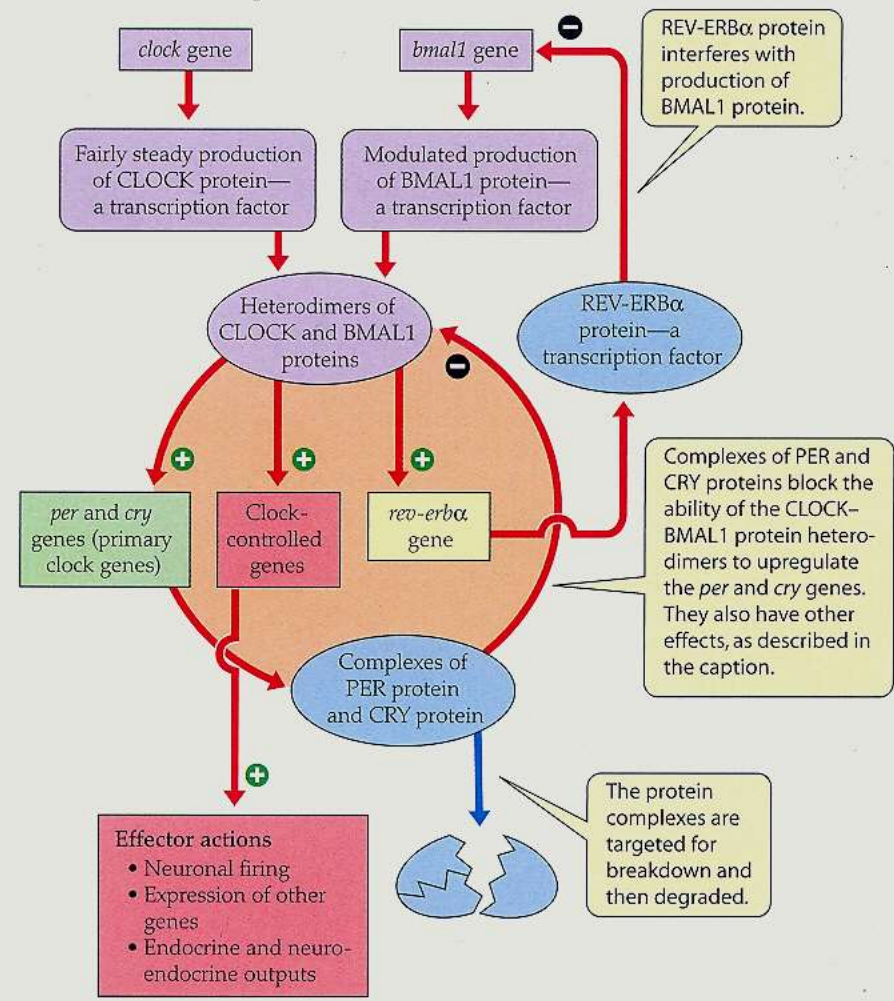 clock gene
bmal1 gene
REV-ERBα protein
interferes with
production of
BMAL1 protein.
Fairly steady production
of CLOCK protein—
a transcription factor
Modulated production
of BMAL1 protein—
a transcription factor
Heterodimers of
CLOCK and BMAL1
proteins
REV-ERBα
protein—a
transcription factor
per and cry
genes (primary
clock genes)
Clock-
controlled
genes
rev-erbα
gene
Complexes of PER and
CRY proteins block the
ability of the CLOCK–
BMAL1 protein hetero-
dimers to upregulate
the per and cry genes.
They also have other
effects, as described in
the caption.
Complexes of
PER protein
and CRY protein
The protein
complexes are
targeted for
breakdown and
then degraded.
Effector actions
• Neuronal firing
• Expression of other
genes
• Endocrine and neuro-
endocrine outputs